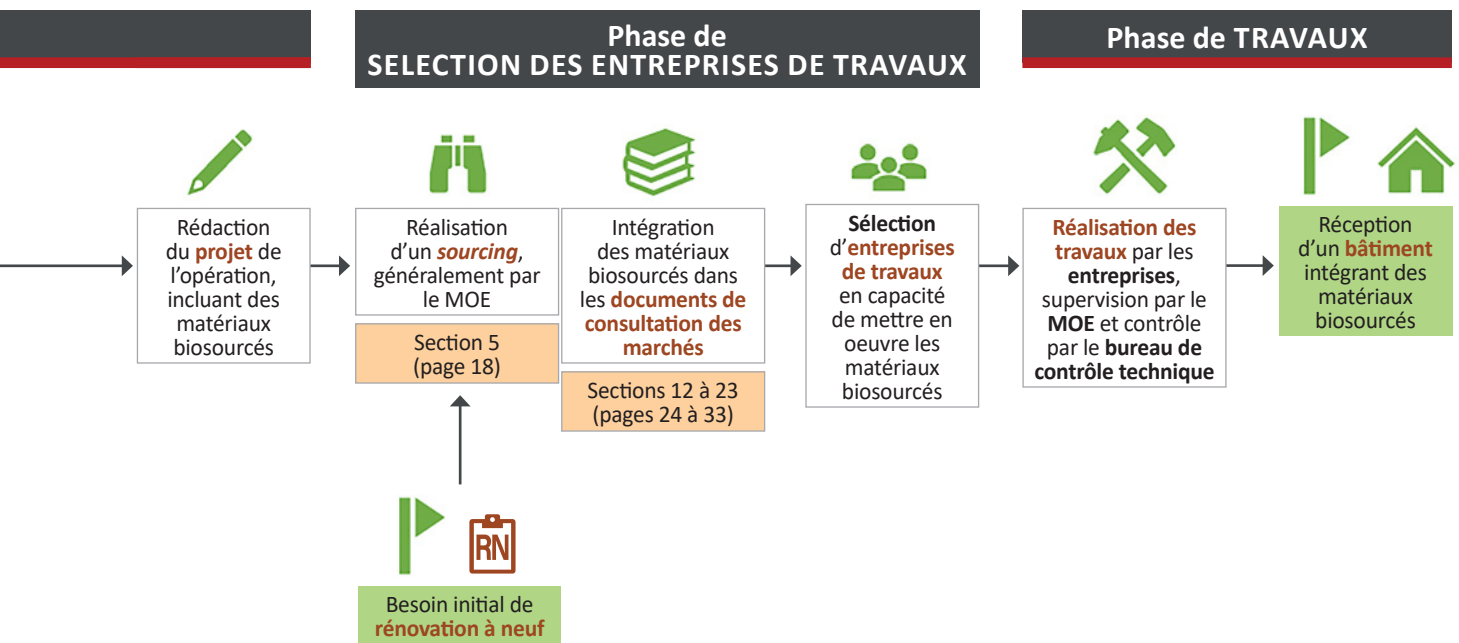 Phase de
SELECTION DES ENTREPRISES DE TRAVAUX
Phase de TRAVAUX
Rédaction
du projet de
l'opération,
incluant des
matériaux
biosourcés
Réalisation
d'un sourcing,
généralement par
le MOE
Section 5
(page 18)
Intégration
des matériaux
biosourcés dans
les documents de
consultation des
marchés
Sections 12 à 23
(pages 24 à 33)
Sélection
d'entreprises
de travaux
en capacité
de mettre en
oeuvre les
matériaux
biosourcés
Réalisation des
travaux par les
entreprises,
supervision par le
MOE et contrôle
par le bureau de
contrôle technique
Réception
d'un bâtiment
intégrant des
matériaux
biosourcés
RN
Besoin initial de
rénovation à neuf